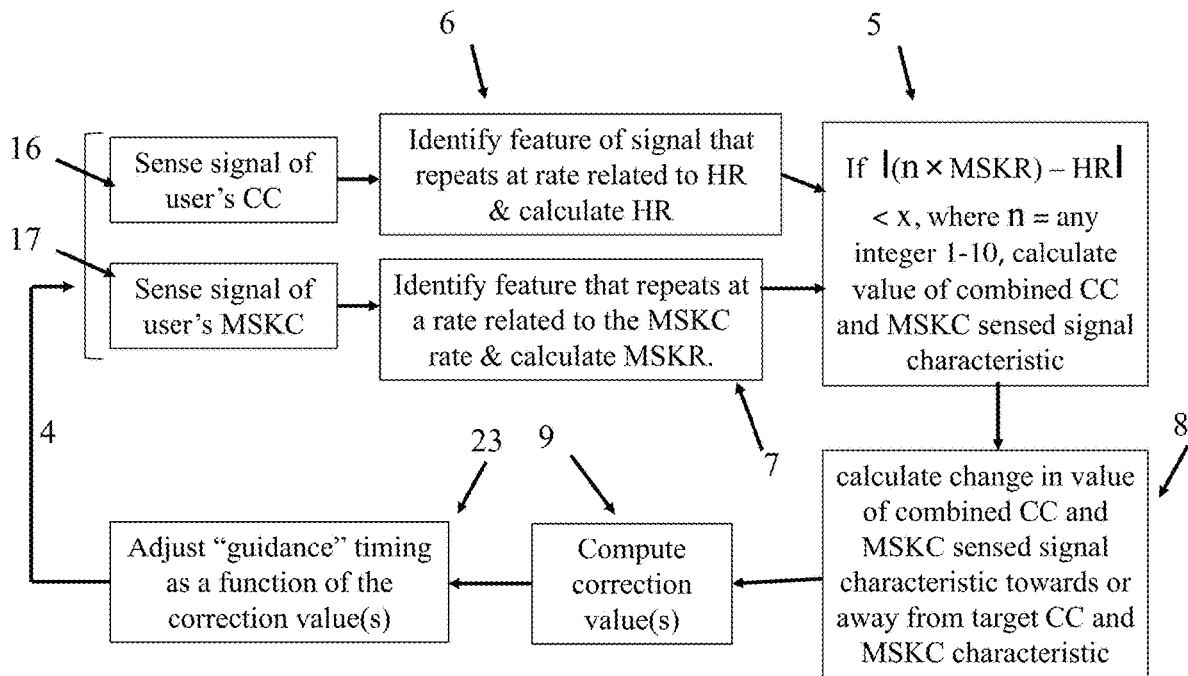 6
5
16
Sense signal of
user's CC
Identify feature of signal that
repeats at rate related to HR
& calculate HR
If |(n × MSKR) – HR|
< x, where n = any
integer 1-10, calculate
value of combined CC
and MSKC sensed signal
characteristic
17
Sense signal of
user's MSKC
Identify feature that repeats at
a rate related to the MSKC
rate & calculate MSKR.
4
23
9
7
8
Adjust “guidance” timing
as a function of the
correction value(s)
Compute
correction
value(s)
calculate change in value
of combined CC and
MSKC sensed signal
characteristic towards or
away from target CC and
MSKC characteristic